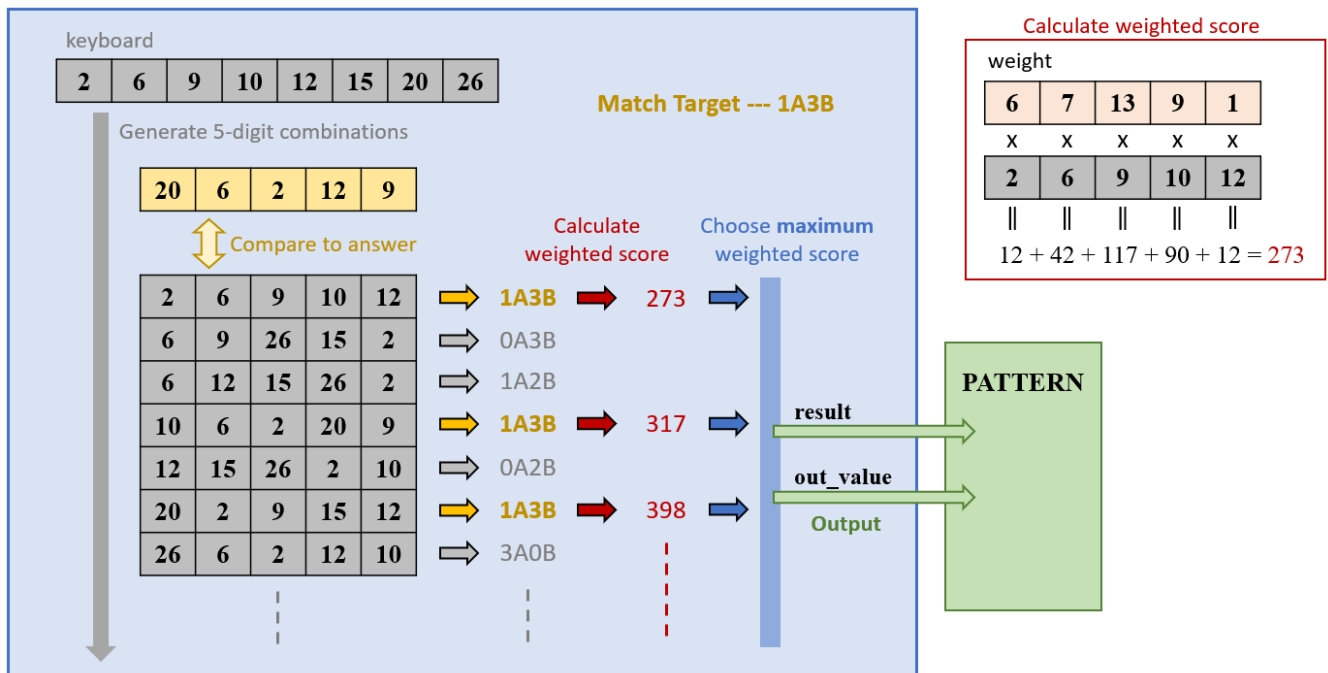 keyboard
2 6 9 10 12 15 20 26
Match Target --- 1A3B
Generate 5-digit combinations
20 6 2 12 9
Compare to answer
Calculate
weighted score
Choose maximum
weighted score
2 6 9 10 12 1A3B 273
6 9 26 15 2 0A3B
6 12 15 26 2 1A2B
10 6 2 20 9 1A3B 317
12 15 26 2 10 0A2B
20 2 9 15 12 1A3B 398
26 6 2 12 10 3A0B
result
out_value
Output
PATTERN
Calculate weighted score
weight
6 7 13 9 1
x x x x x
2 6 9 10 12
|| || || || ||
12 + 42 + 117 + 90 + 12 = 273